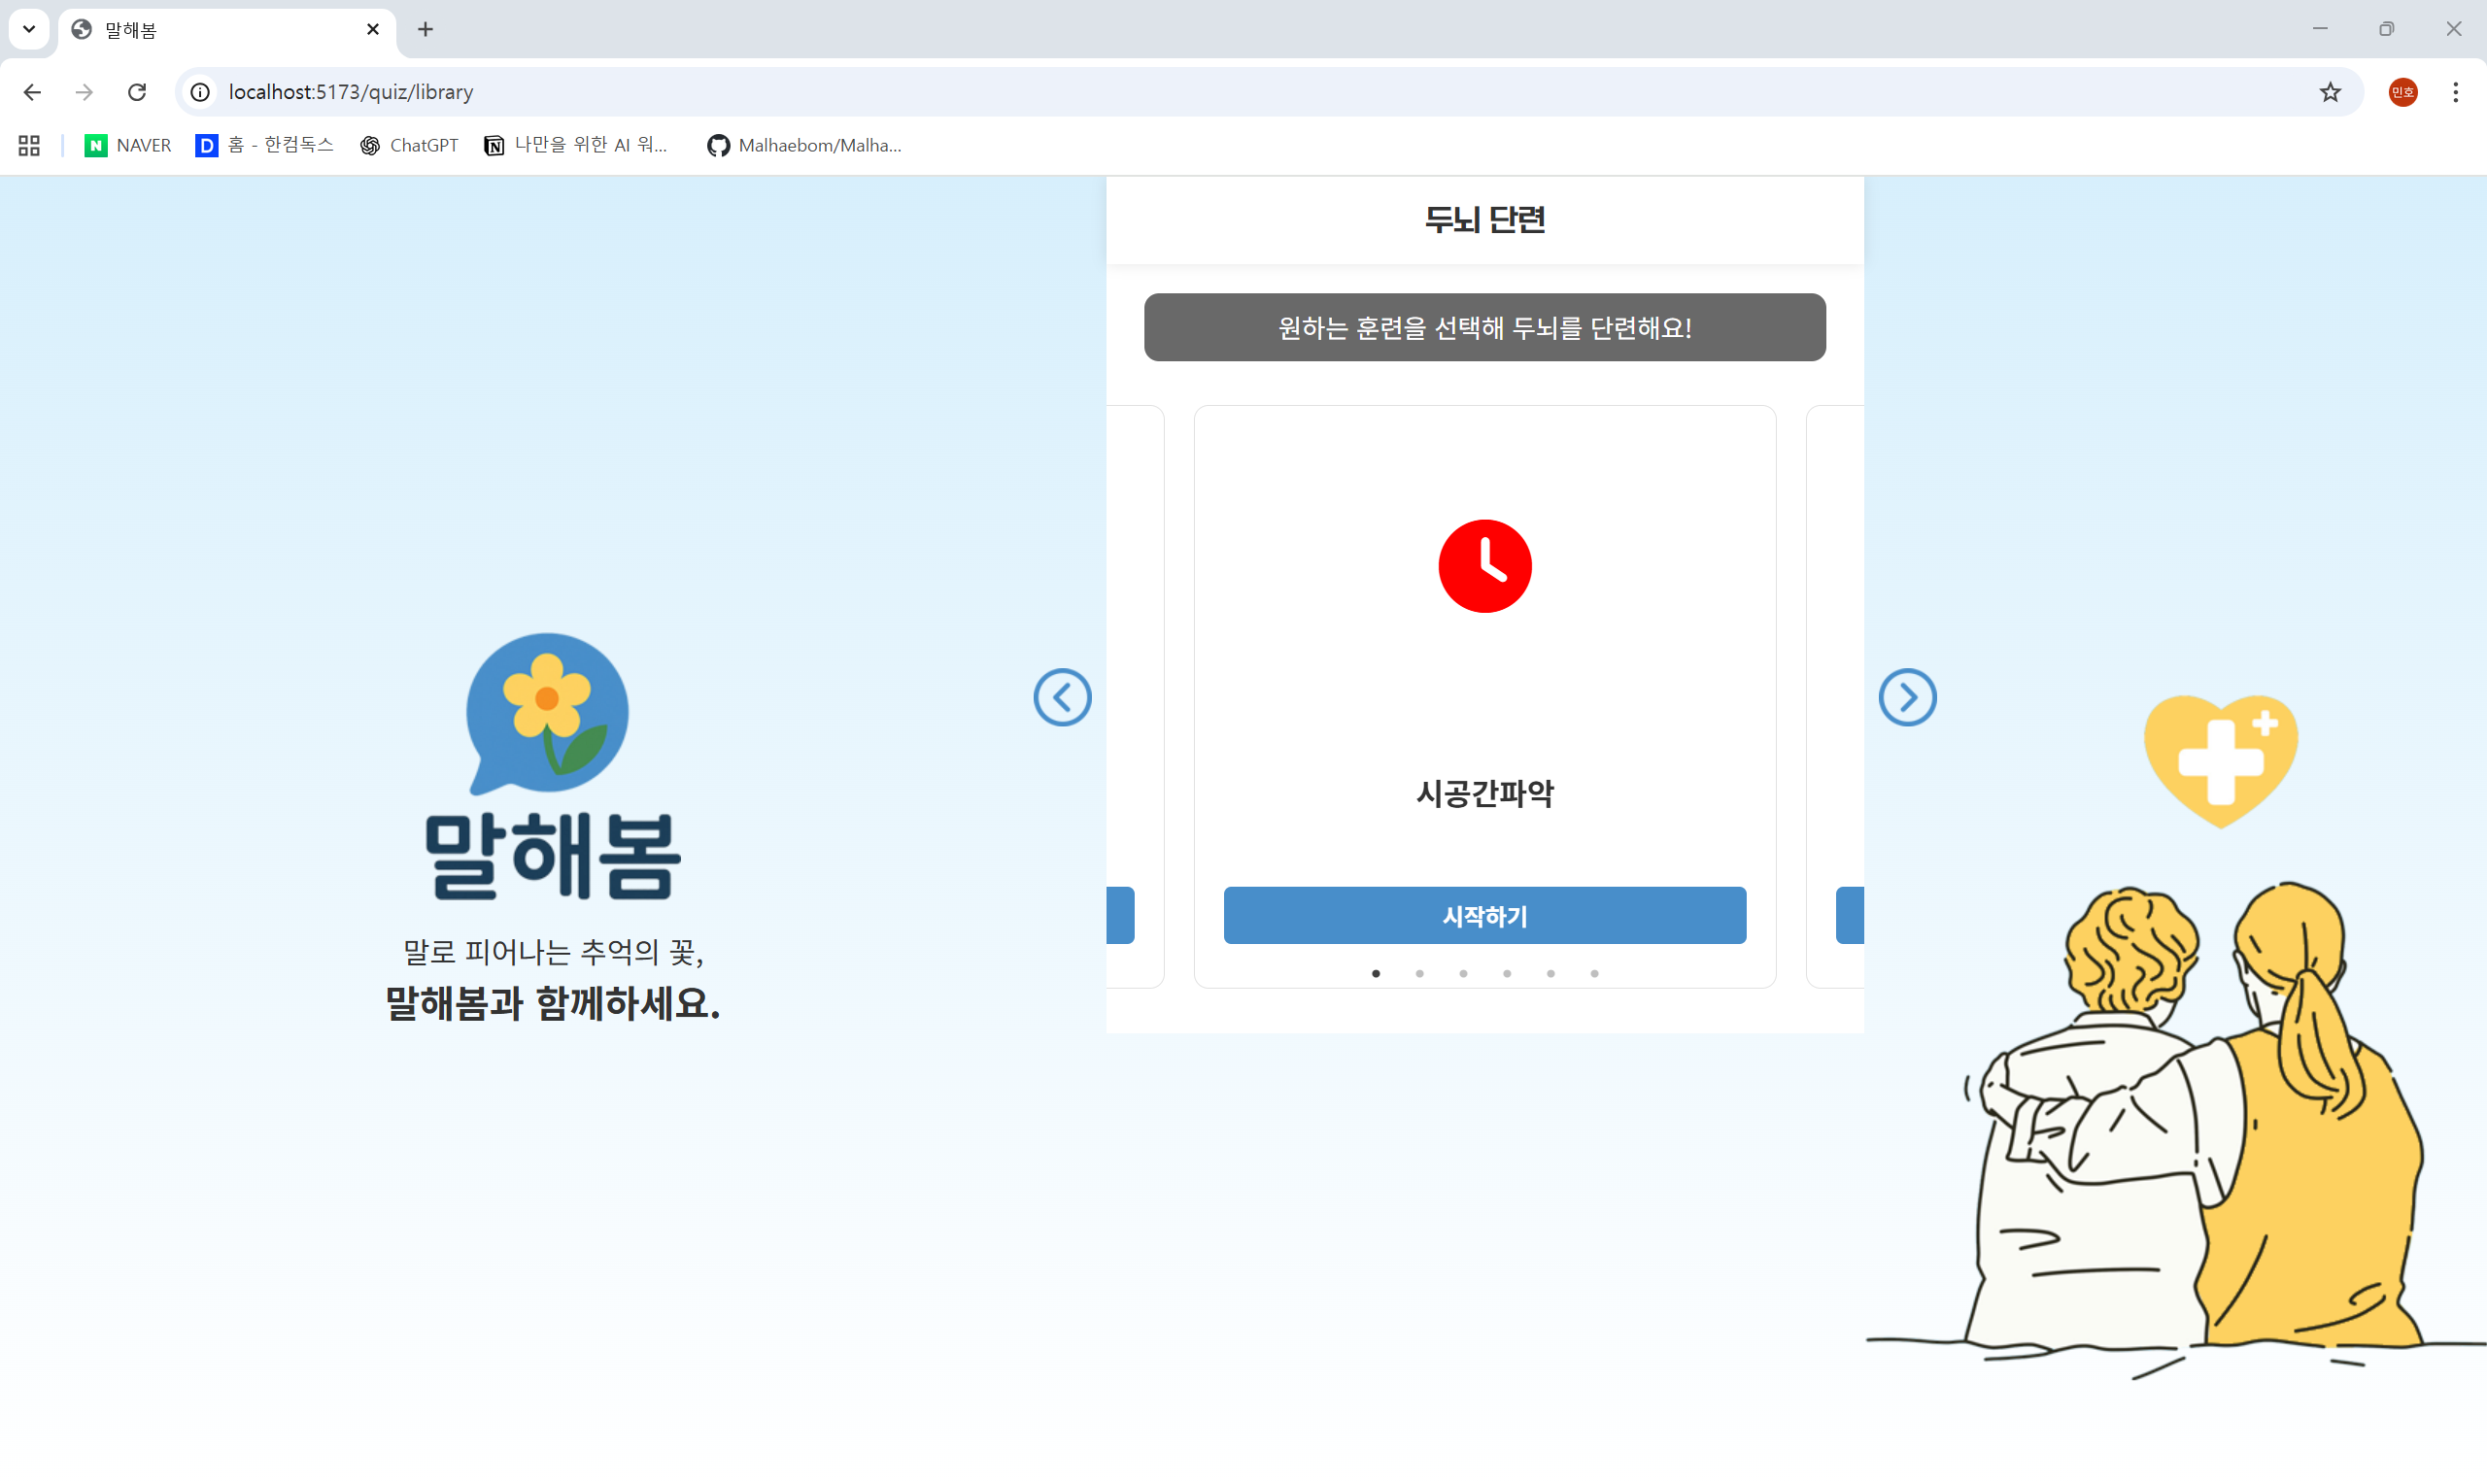 말해봄
localhost:5173/quiz/library
민호
NAVER
홈 - 한컴독스
ChatGPT
나만을 위한 AI 워...
Malhaebom/Malha...
두뇌 단련
원하는 훈련을 선택해 두뇌를 단련해요!
시공간파악
시작하기
말해봄
말로 피어나는 추억의 꽃,
말해봄과 함께하세요.